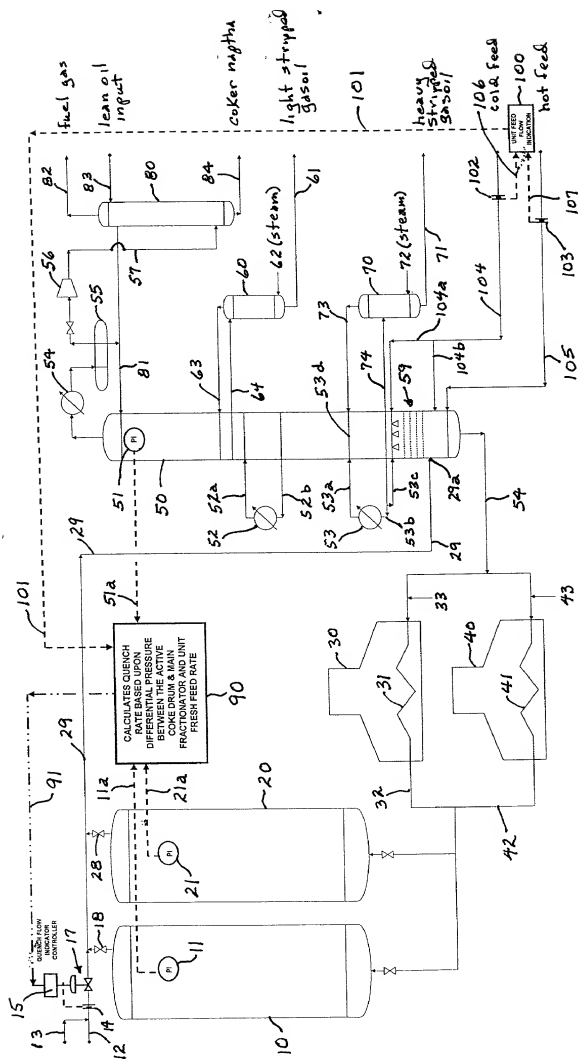 fuel gas
lean oil
input
coker naptha
light stripped
gasoil
heavy
stripped
gasoil
cold feed
hot feed
UNIT FEED
FLOW
INDICATION
100
101
106
102
107
103
104
104a
104b
105
82
83
80
84
56
57
55
54
81
61
60
62 (steam)
63
64
70
72 (steam)
71
73
74
59
51
PI
50
51a
52a
52
52b
53a
53
53b
53c
53d
29a
29
54
29
101
29
91
CALCULATES QUENCH
RATE BASED UPON
DIFFERENTIAL PRESSURE
BETWEEN THE ACTIVE
COKE DRUM & MAIN
FRACTIONATOR AND UNIT
FRESH FEED RATE
90
11a
21a
30
31
32
33
40
41
42
43
20
28
PI
21
10
18
PI
11
QUENCH FLOW
INDICATOR
CONTROLLER
15
17
13
14
12